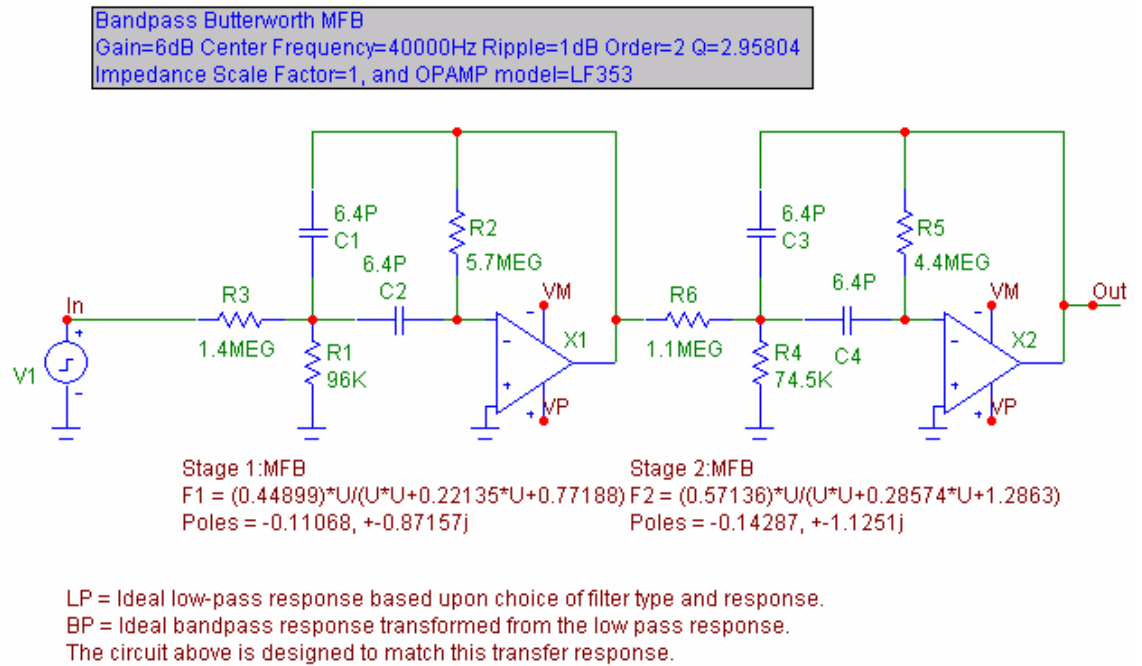 Bandpass Butterworth MFB
Gain=6dB Center Frequency=40000Hz Ripple=1dB Order=2 Q=2.95804
Impedance Scale Factor=1, and OPAMP model=LF353
6.4P
C1
R2
5.7MEG
6.4P
C2
In
R3
1.4MEG
V1
R1
96K
VM
X1
VP
6.4P
C3
R5
4.4MEG
6.4P
C4
R6
1.1MEG
R4
74.5K
VM
X2
VP
Out
Stage 1:MFB
F1 = (0.44899)*U/(U*U+0.22135*U+0.77188)
Poles = -0.11068, +-0.87157j
Stage 2:MFB
F2 = (0.57136)*U/(U*U+0.28574*U+1.2863)
Poles = -0.14287, +-1.1251j
LP = Ideal low-pass response based upon choice of filter type and response.
BP = Ideal bandpass response transformed from the low pass response.
The circuit above is designed to match this transfer response.